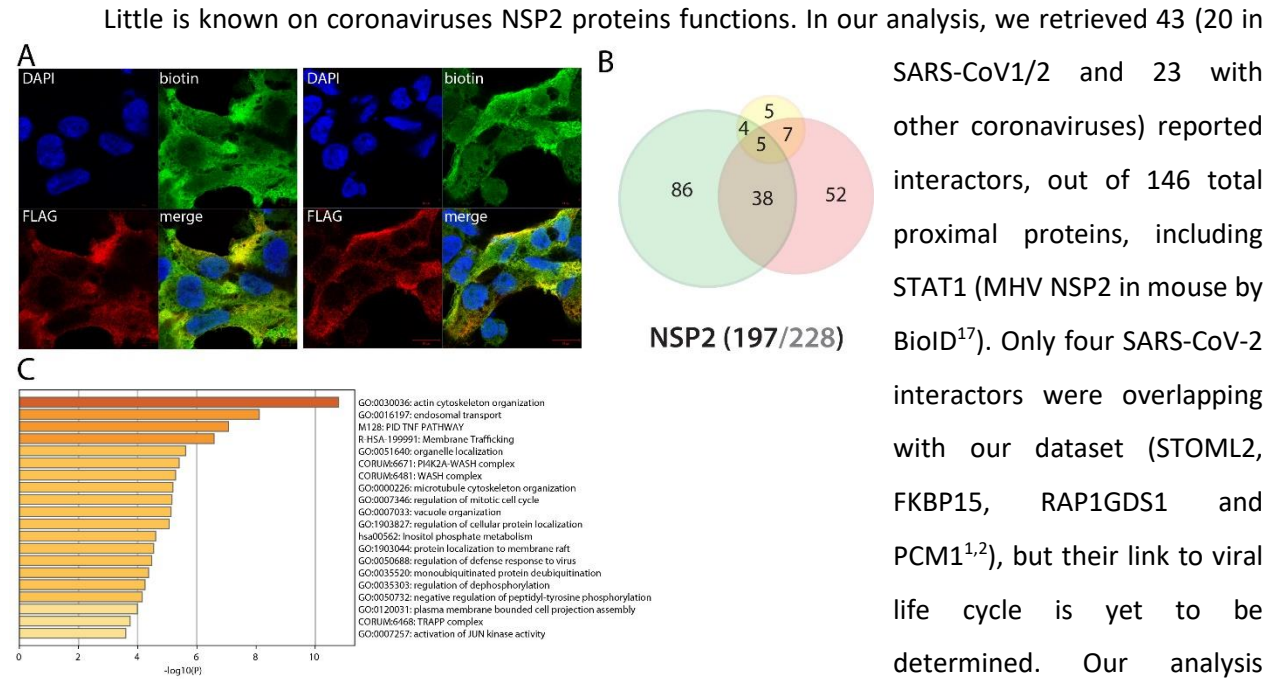 Little is known on coronaviruses NSP2 proteins functions. In our analysis, we retrieved 43 (20 in
SARS-CoV1/2 and 23 with
other coronaviruses) reported
interactors, out of 146 total
proximal proteins, including
STAT1 (MHV NSP2 in mouse by
BioID17). Only four SARS-CoV-2
interactors were overlapping
with our dataset (STOML2,
FKBP15, RAP1GDS1 and
PCM11,2), but their link to viral
life cycle is yet to be
determined. Our analysis
A
DAPI
biotin
FLAG
merge
DAPI
biotin
FLAG
merge
B
5
4
5
7
86
38
52
NSP2 (197/228)
C
GO:0030036: actin cytoskeleton organization
GO:0016197: endosomal transport
M128: PID TNF PATHWAY
R-HSA-199991: Membrane Trafficking
GO:0051640: organelle localization
CORUM:6671: PI4K2A-WASH complex
CORUM:6481: WASH complex
GO:0000226: microtubule cytoskeleton organization
GO:0007346: regulation of mitotic cell cycle
GO:0007033: vacuole organization
GO:1903827: regulation of cellular protein localization
hsa00562: Inositol phosphate metabolism
GO:1903044: protein localization to membrane raft
GO:0050688: regulation of defense response to virus
GO:0035520: monoubiquitinated protein deubiquitination
GO:0035303: regulation of dephosphorylation
GO:0050732: negative regulation of peptidyl-tyrosine phosphorylation
GO:0120031: plasma membrane bounded cell projection assembly
CORUM:6468: TRAPP complex
GO:0007257: activation of JUN kinase activity
0 2 4 6 8 10
-log10(P)